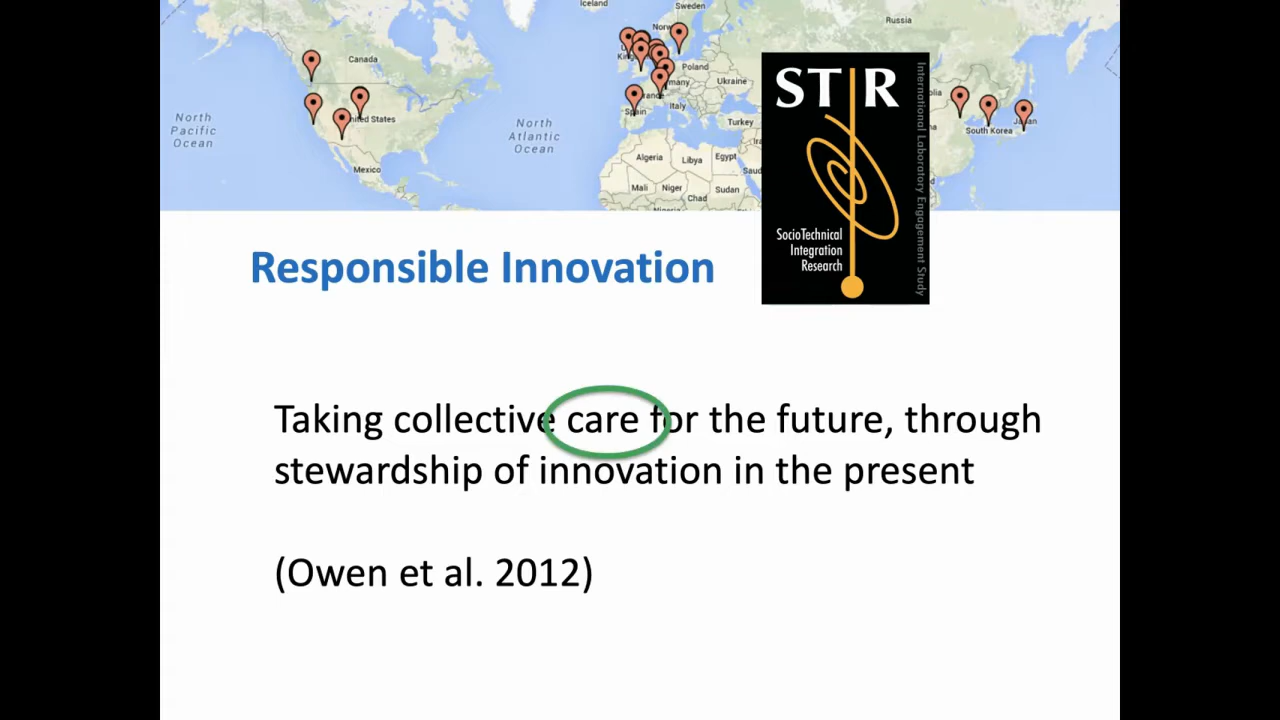 Iceland
Sweden
Russia
Canada
Poland
Ukraine
Italy
Spain
Turkey
United States
South Korea
Japan
North
Pacific
Ocean
North
Atlantic
Ocean
Mexico
Algeria
Libya
Egypt
Mali
Niger
Chad
Sudan
STIR
SocioTechnical
Integration
Research
International Laboratory Engagement Study
Responsible Innovation
Taking collective care for the future, through
stewardship of innovation in the present
(Owen et al. 2012)